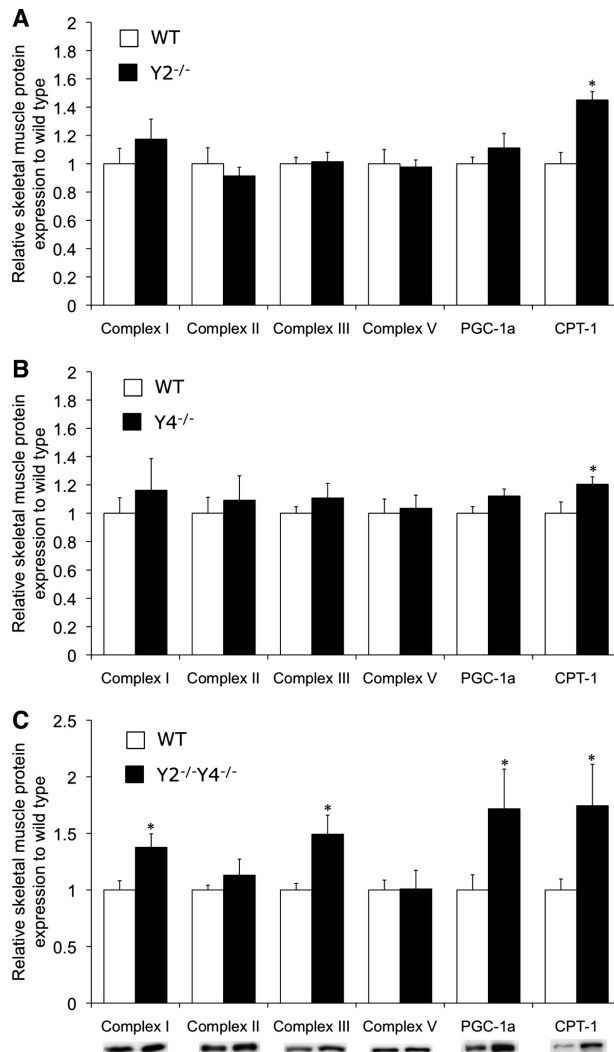 A
Relative skeletal muscle protein
expression to wild type
2
1.8
1.6
1.4
1.2
1
0.8
0.6
0.4
0.2
0
WT
Y2-/-
*
Complex I Complex II Complex III Complex V PGC-1a CPT-1
B
Relative skeletal muscle protein
expression to wild type
2
1.8
1.6
1.4
1.2
1
0.8
0.6
0.4
0.2
0
WT
Y4-/-
*
Complex I Complex II Complex III Complex V PGC-1a CPT-1
C
Relative skeletal muscle protein
expression to wild type
2.5
2
1.5
1
0.5
0
WT
Y2-/-Y4-/-
* * * *
Complex I Complex II Complex III Complex V PGC-1a CPT-1